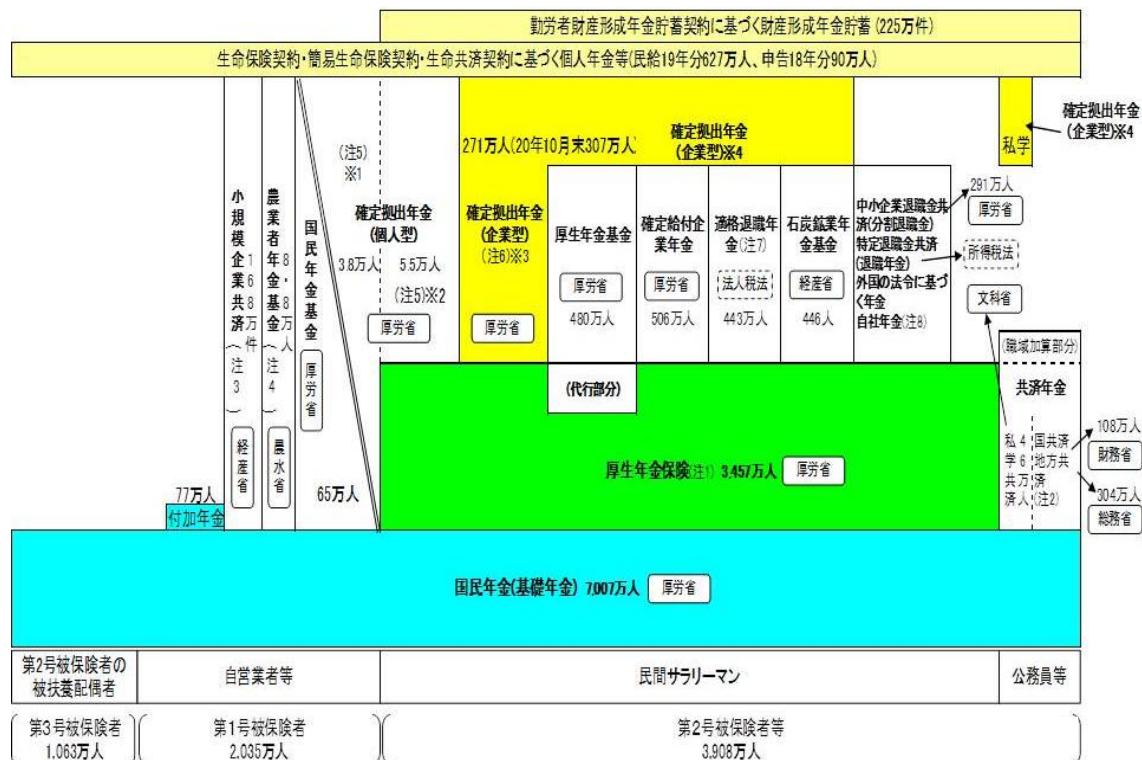 勤労者財産形成年金貯蓄契約に基づく財産形成年金貯蓄(225万件)
生命保険契約・簡易生命保険契約・生命共済契約に基づく個人年金等(民給19年分627万人、申告18年分90万人)
小規模企業共済(注3)
168万件
経産省
農業者年金・基金(注4)
8.8万人
農水省
国民年金基金
厚労省
65万人
(注5)
※1
確定拠出年金
(個人型)
3.8万人
5.5万人
(注5)※2
厚労省
271万人(20年10月末307万人)
確定拠出年金
(企業型)※4
確定拠出年金
(企業型)
(注6)※3
厚労省
厚生年金基金
厚労省
480万人
確定給付企
業年金
厚労省
506万人
適格退職年
金(注7)
法人税法
443万人
石炭鉱業年
金基金
経産省
446人
中小企業退職金共
済(分割退職金)
特定退職金共済
(退職年金)
外国の法令に基づ
く年金
自社年金(注8)
291万人
厚労省
所得税法
文科省
私学
確定拠出年金
(企業型)※4
(代行部分)
(職域加算部分)
共済年金
私学共済
46万人
国共済
地方共
済
(注2)
108万人
財務省
304万人
総務省
厚生年金保険(注1) 3,457万人
厚労省
77万人
付加年金
国民年金(基礎年金) 7,007万人
厚労省
第2号被保険者の
被扶養配偶者
自営業者等
民間サラリーマン
公務員等
第3号被保険者
1.063万人
第1号被保険者
2.035万人
第2号被保険者等
3.908万人